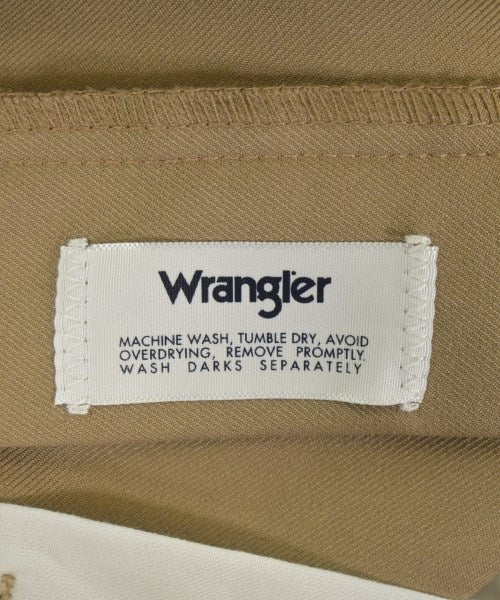 Wrangler
MACHINE WASH, TUMBLE DRY, AVOID
OVERDRYING, REMOVE PROMPTLY.
WASH DARKS SEPARATELY